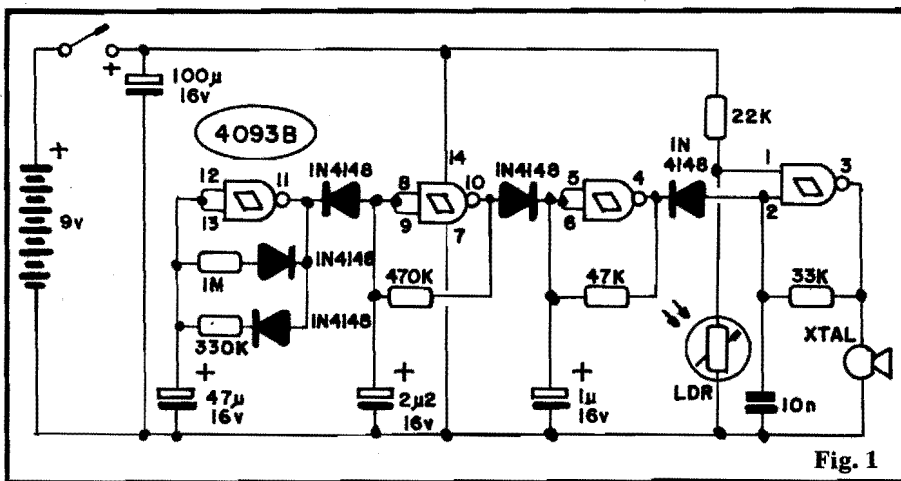 +
100µ
16v
4093B
22K
1N4148
14
1N4148
1N
4148
1
3
12
11
8
10
5
4
2
13
9
7
6
+
9v
1N4148
1M
470K
47K
33K
1N4148
330K
XTAL
+
47µ
16v
+
2µ2
16v
+
1µ
16v
LDR
10n
Fig. 1